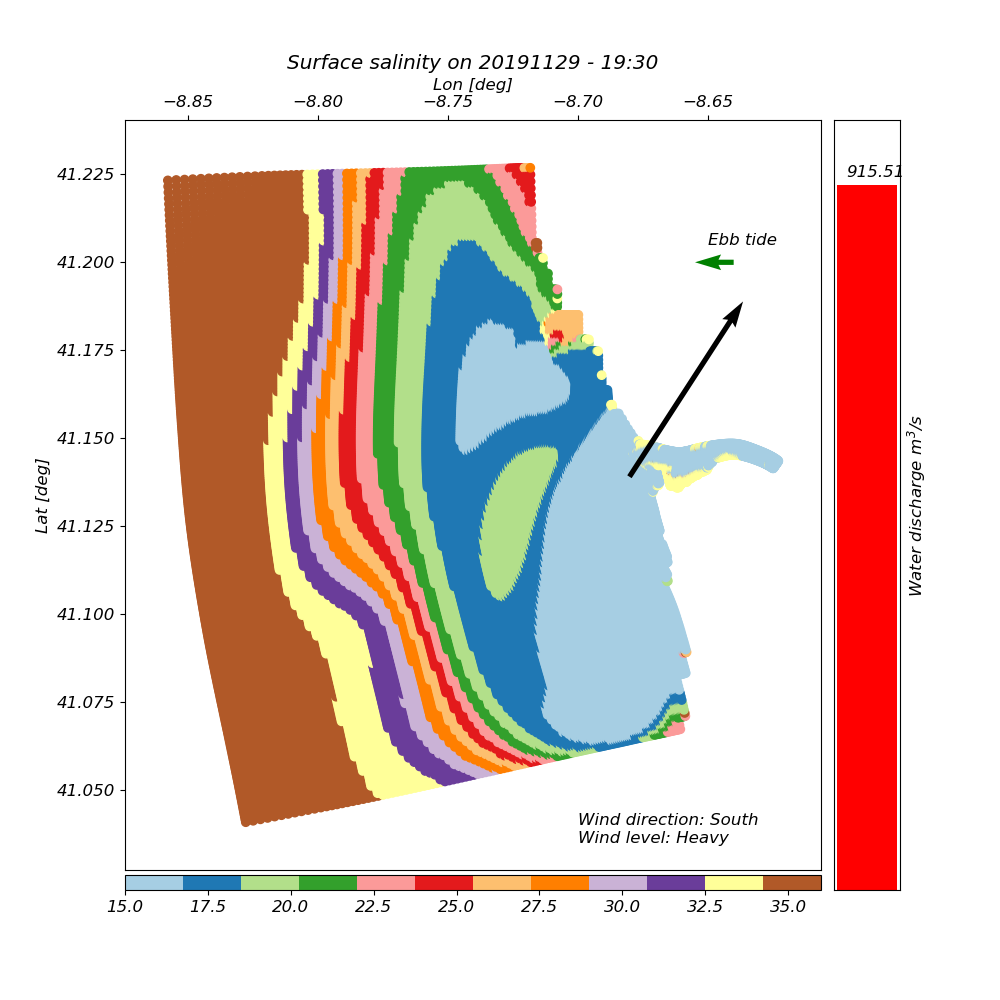 Surface salinity on 20191129 - 19:30
Lon [deg]
−8.85 −8.80 −8.75 −8.70 −8.65
915.51
41.225
Ebb tide
41.200
41.175
41.150
41.125
41.100
41.075
41.050
Lat [deg]
Water discharge m³/s
Wind direction: South
Wind level: Heavy
15.0 17.5 20.0 22.5 25.0 27.5 30.0 32.5 35.0